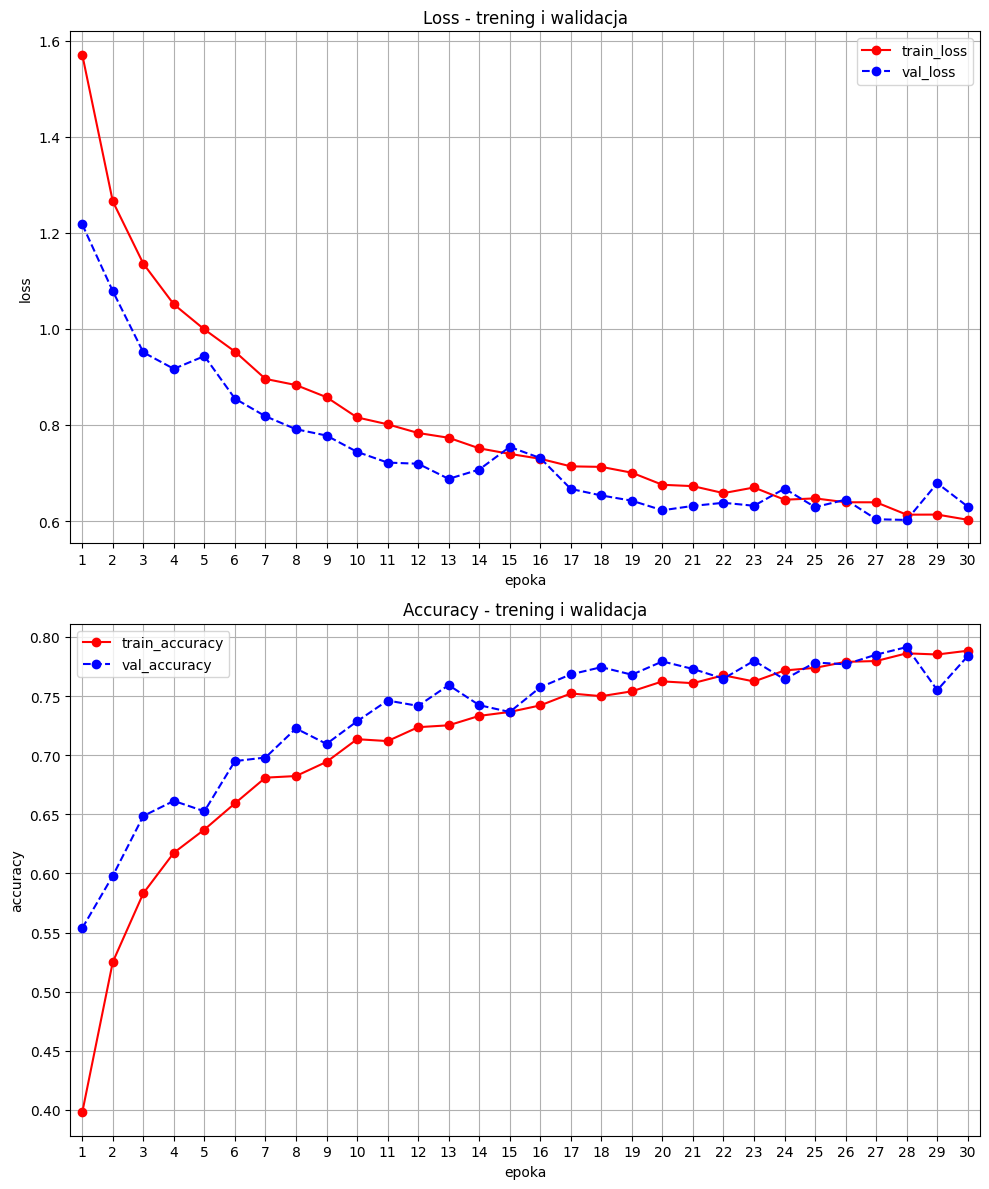 Loss - trening i walidacja
train_loss
val_loss
1.6
1.4
1.2
1.0
0.8
0.6
loss
1 2 3 4 5 6 7 8 9 10 11 12 13 14 15 16 17 18 19 20 21 22 23 24 25 26 27 28 29 30
epoka
Accuracy - trening i walidacja
train_accuracy
val_accuracy
0.80
0.75
0.70
0.65
0.60
0.55
0.50
0.45
0.40
accuracy
1 2 3 4 5 6 7 8 9 10 11 12 13 14 15 16 17 18 19 20 21 22 23 24 25 26 27 28 29 30
epoka